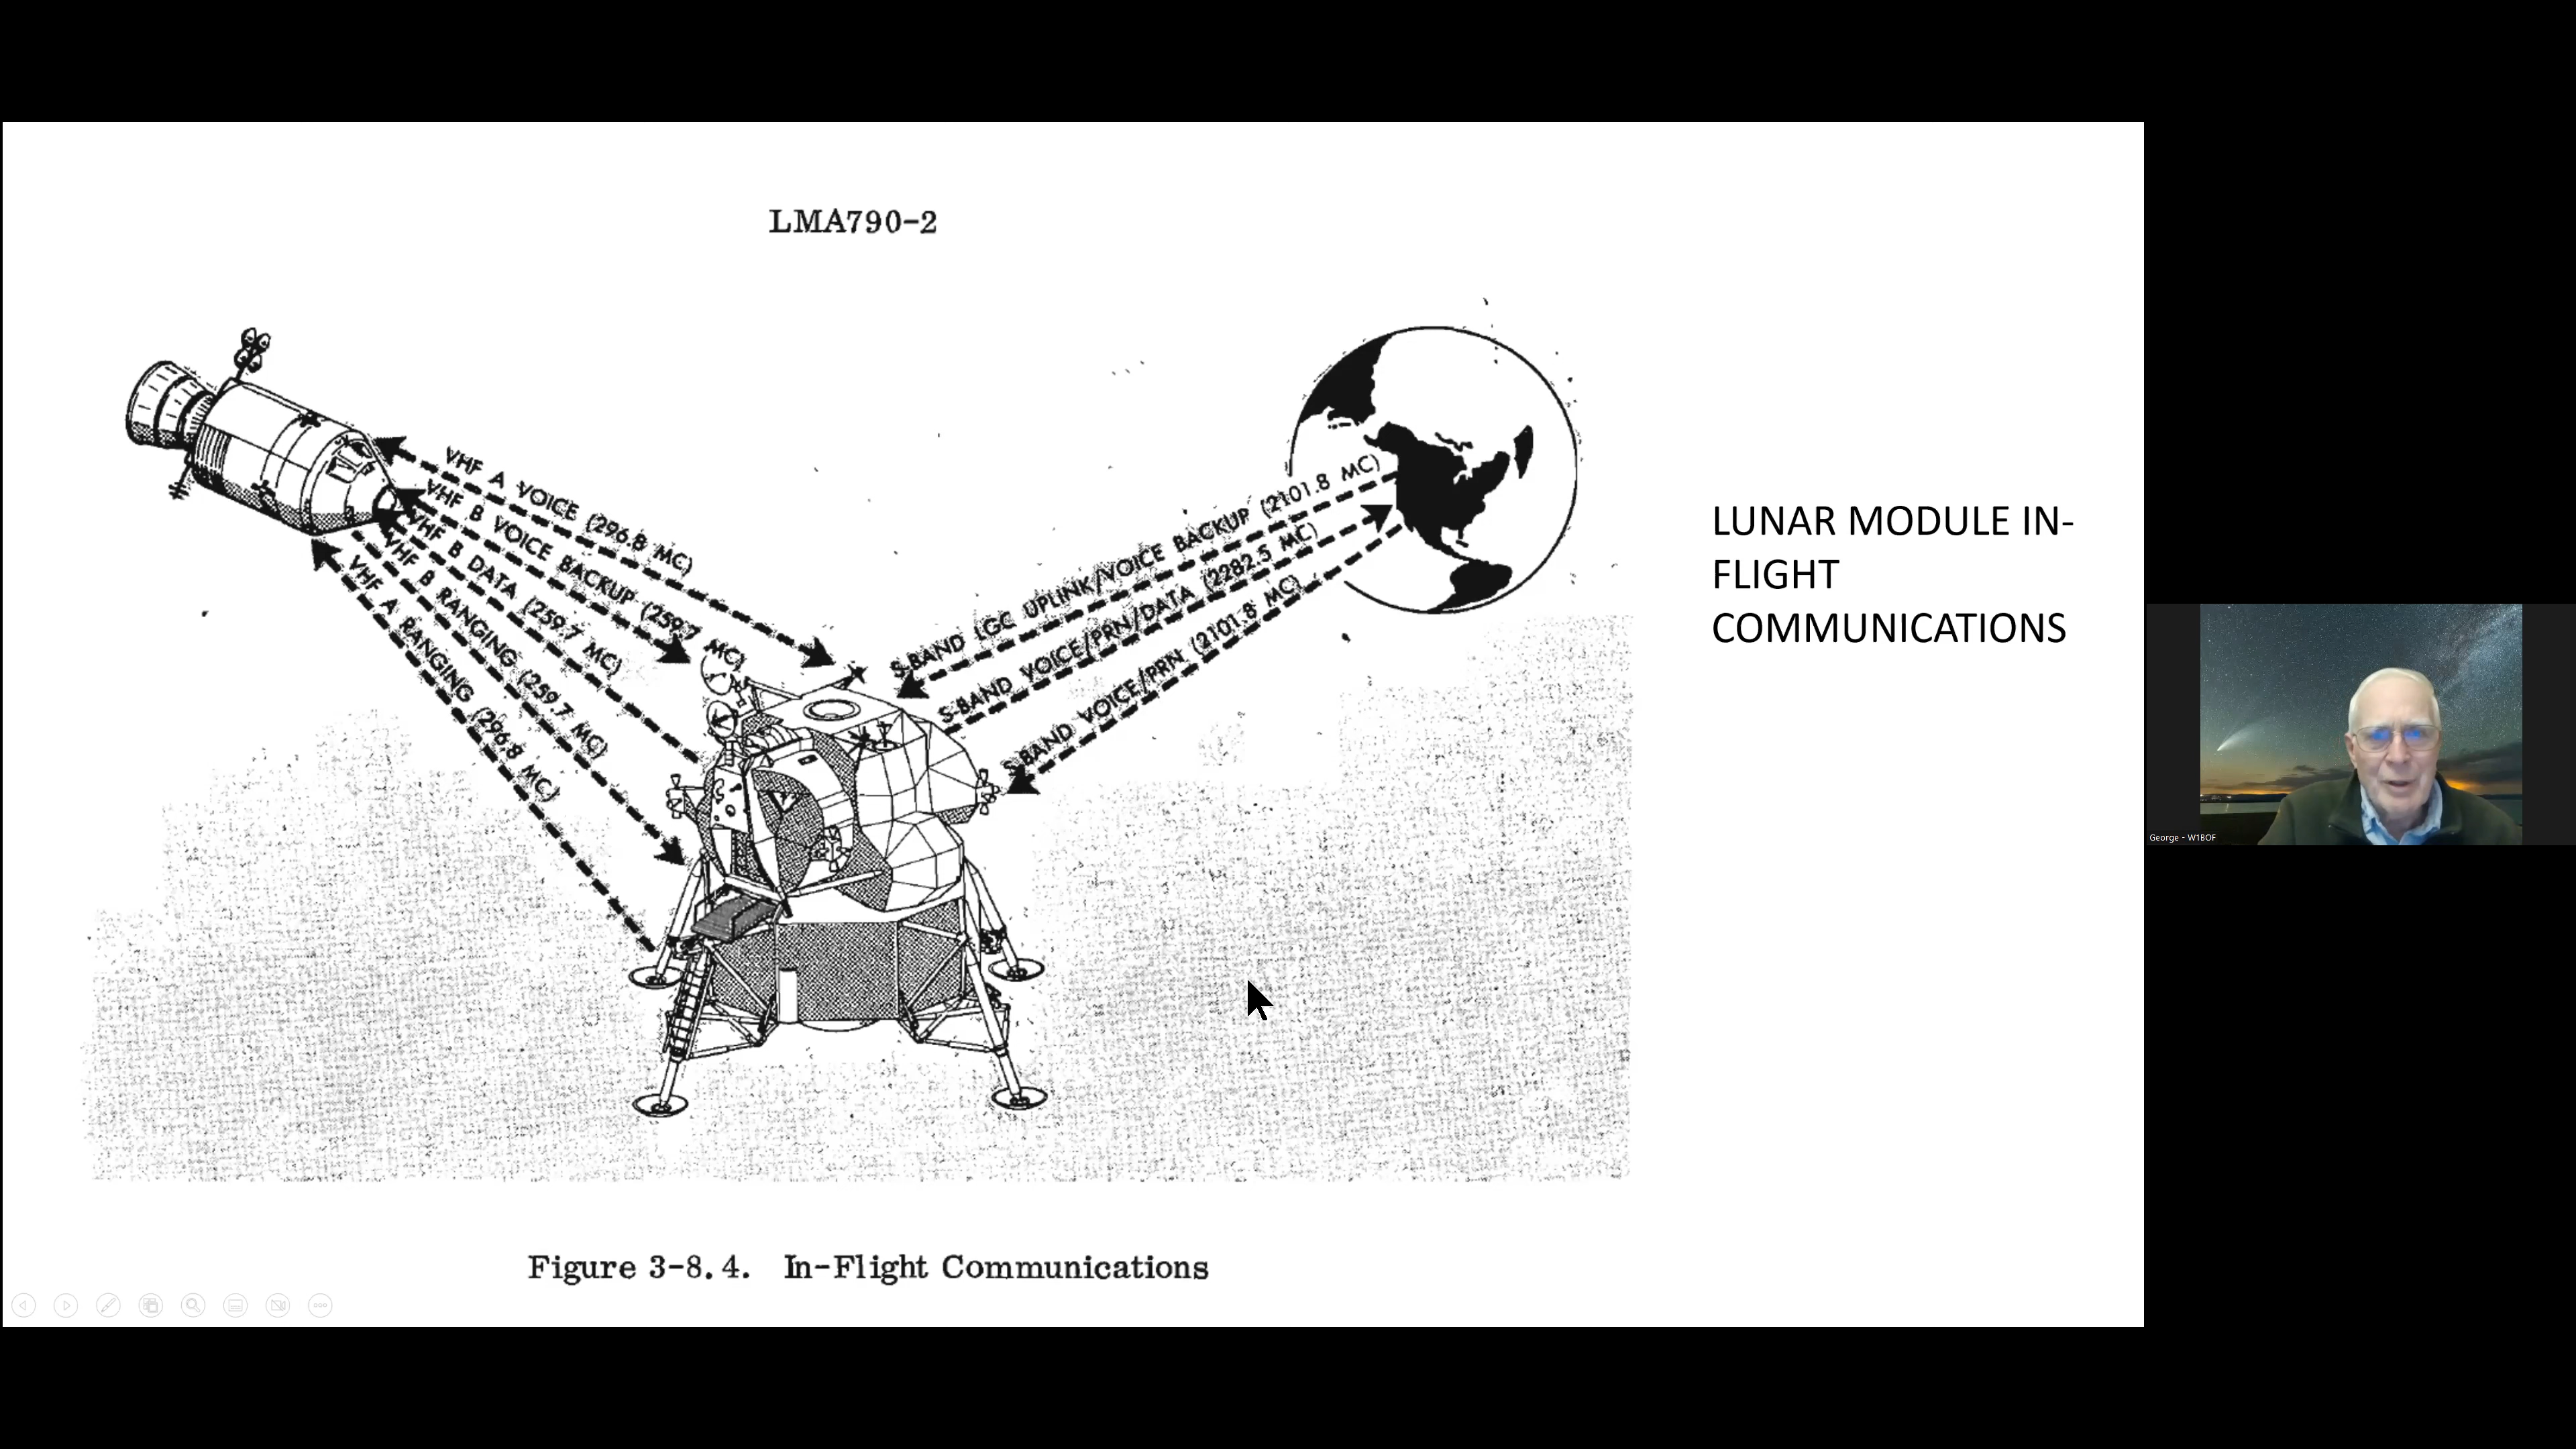 LMA790-2
VHF A VOICE (296.8 MC)
VHF B VOICE BACKUP (259.7 MC)
VHF B DATA (259.7 MC)
VHF B RANGING (259.7 MC)
VHF A RANGING (296.8 MC)
S-BAND LGC UPLINK/VOICE BACKUP (2101.8 MC)
S-BAND VOICE/PRN/DATA (2282.5 MC)
S-BAND VOICE/PRN (2101.8 MC)
LUNAR MODULE IN-
FLIGHT
COMMUNICATIONS
George - W1BOF
Figure 3-8.4. In-Flight Communications